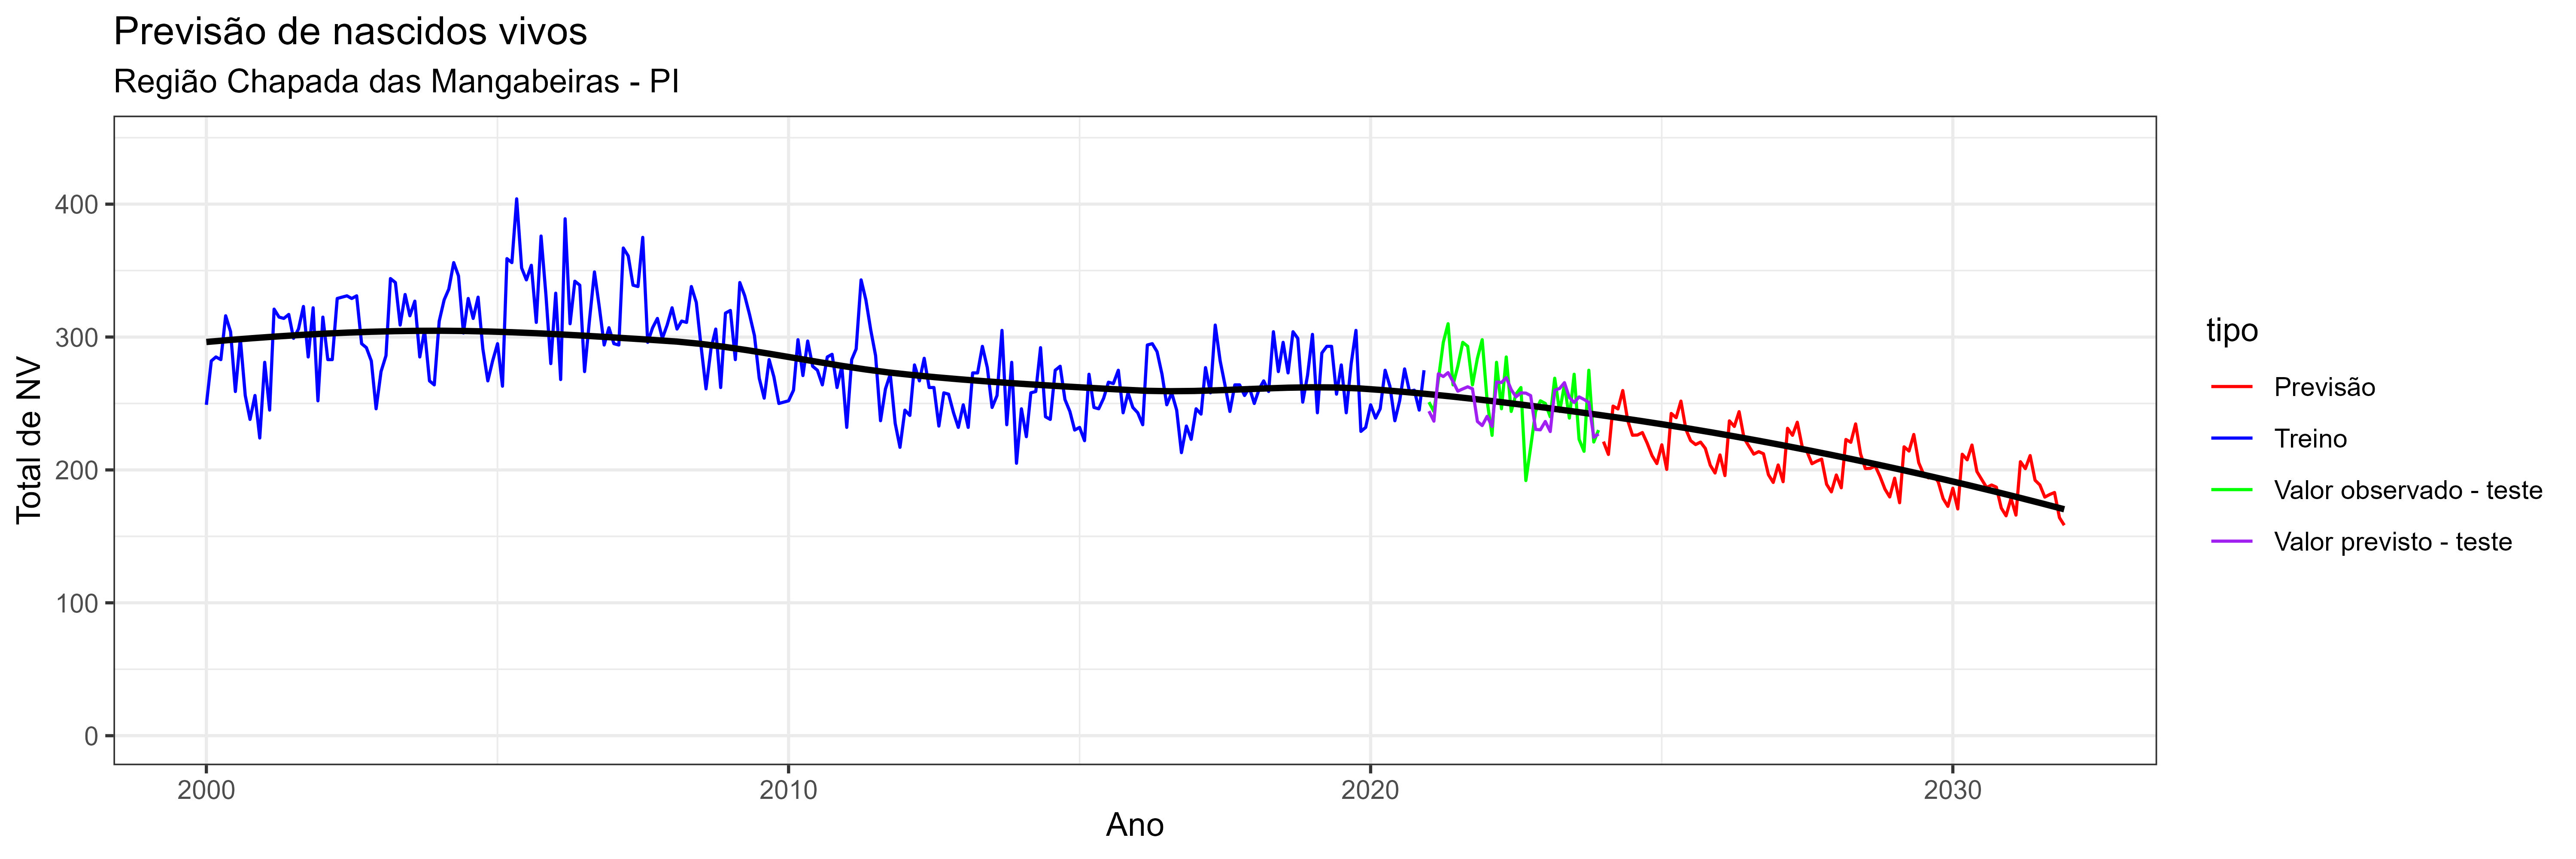 Previsão de nascidos vivos
Região Chapada das Mangabeiras - PI
Total de NV
400
300
200
100
0
2000
2010
2020
2030
Ano
tipo
Previsão
Treino
Valor observado - teste
Valor previsto - teste